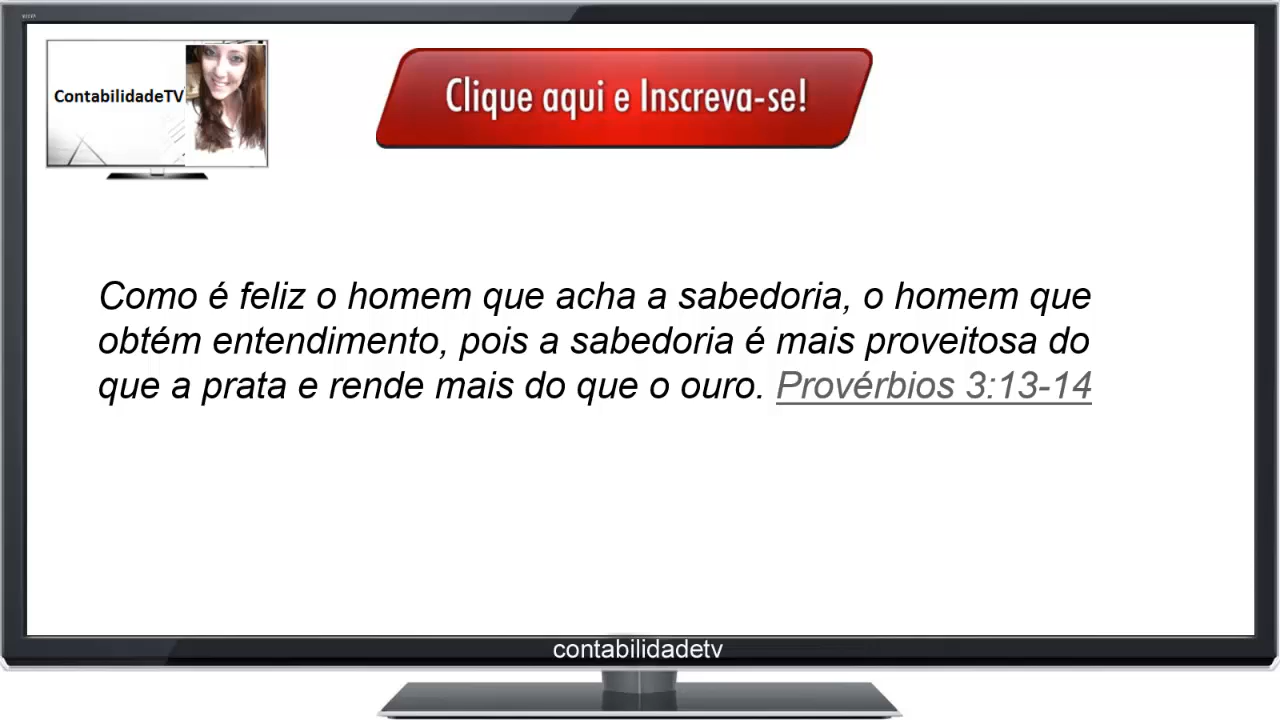 ContabilidadeTV
Clique aqui e Inscreva-se!
Como é feliz o homem que acha a sabedoria, o homem que
obtém entendimento, pois a sabedoria é mais proveitosa do
que a prata e rende mais do que o ouro. Provérbios 3:13-14
contabilidadetv